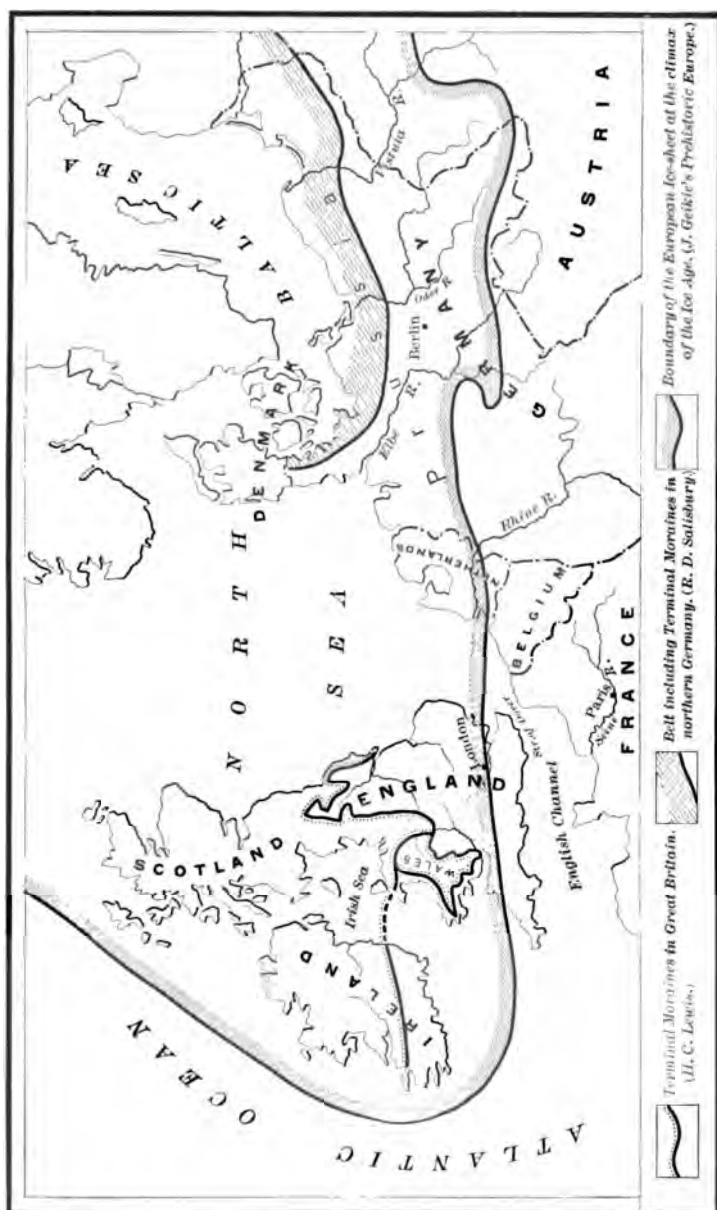 ATLANTIC OCEAN
NORTH SEA
BALTIC SEA
SCOTLAND
IRELAND
Irish Sea
ENGLAND
WALES
London
Strait Dover
English Channel
DENMARK
NETHERLANDS
BELGIUM
FRANCE
Paris
Seine R.
Rhine R.
Elbe R.
Berlin
Oder R.
Vistula R.
PRUSSIA
GERMANY
AUSTRIA
Terminal Moraines in Great Britain.
(H. C. Lewis.)
Belt including Terminal Moraines in
northern Germany. (R. D. Salisbury)
Boundary of the European Ice-sheet at the climax
of the Ice Age. (J. Geikie's Prehistoric Europe.)